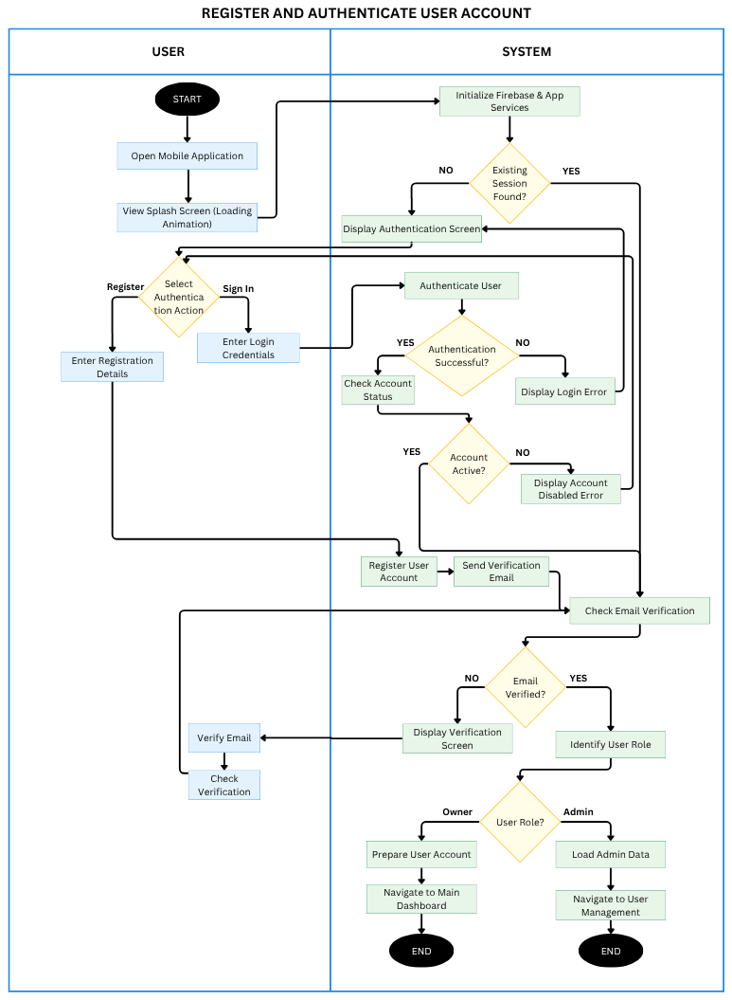 REGISTER AND AUTHENTICATE USER ACCOUNT
USER
SYSTEM
START
Initialize Firebase & App
Services
Open Mobile Application
NO
Existing
Session
Found?
YES
View Splash Screen (Loading
Animation)
Display Authentication Screen
Register
Select
Authentica
tion Action
Sign In
Authenticate User
Enter Login
Credentials
YES
Authentication
Successful?
NO
Enter Registration
Details
Check Account
Status
Display Login Error
YES
Account
Active?
NO
Display Account
Disabled Error
Register User
Account
Send Verification
Email
Check Email Verification
NO
Email
Verified?
YES
Verify Email
Display Verification
Screen
Identify User Role
Check
Verification
Owner
User Role?
Admin
Prepare User Account
Load Admin Data
Navigate to Main
Dashboard
Navigate to User
Management
END
END